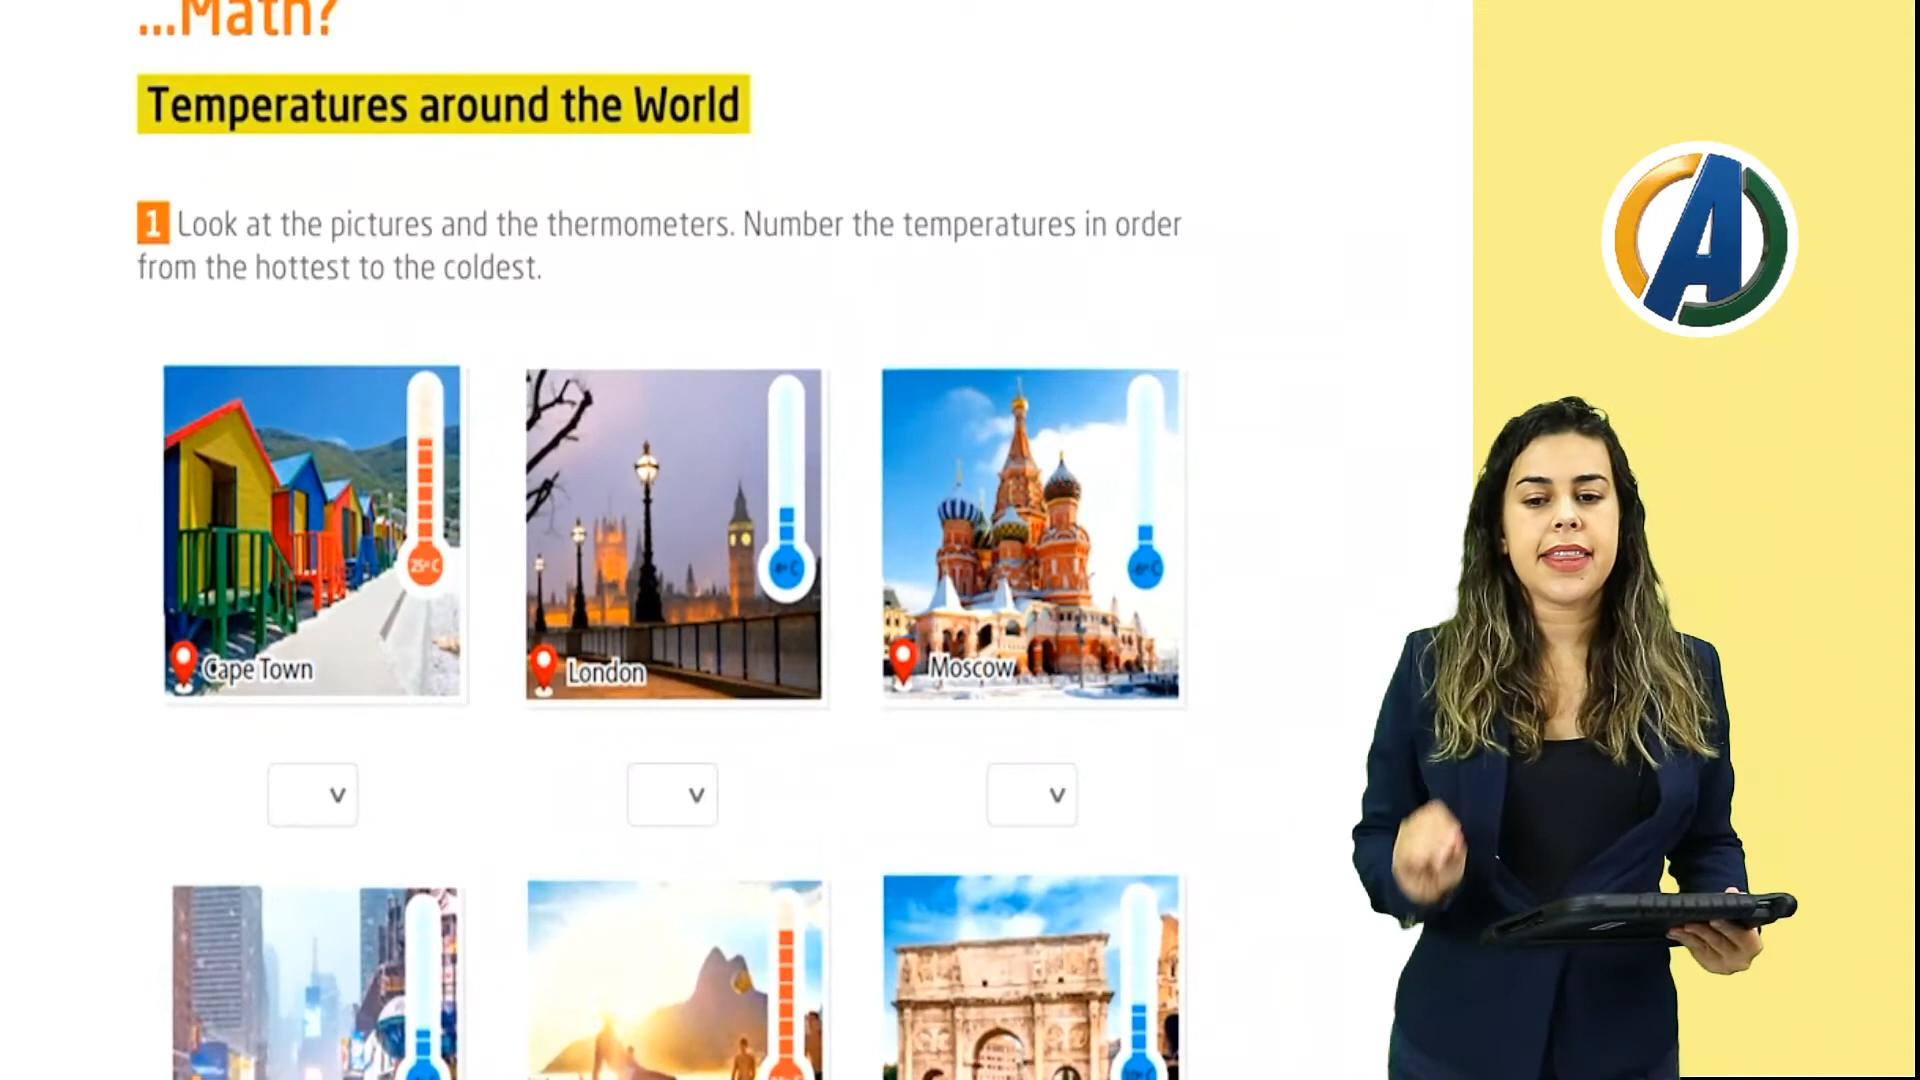 ...Math?
Temperatures around the World
1 Look at the pictures and the thermometers. Number the temperatures in order
from the hottest to the coldest.
25º C
Cape Town
London
Moscow
A